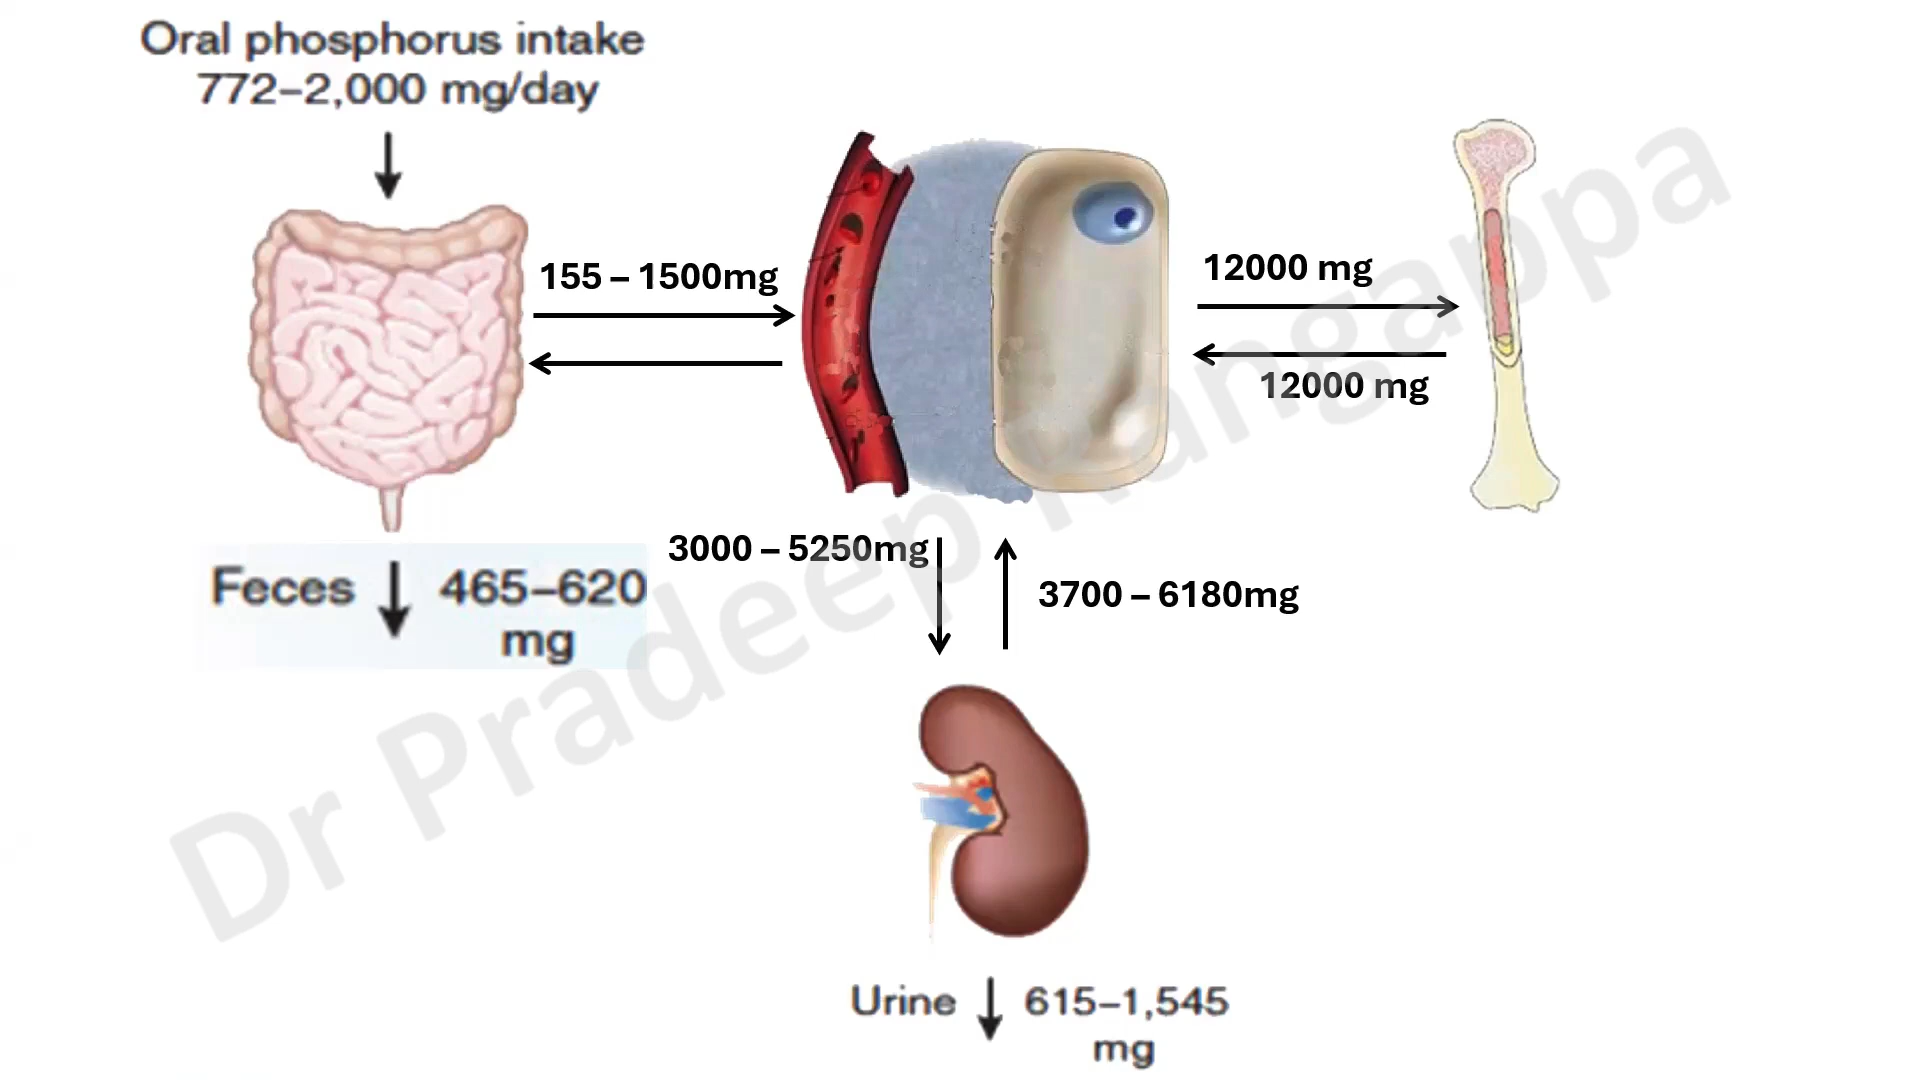 Oral phosphorus intake
772–2,000 mg/day
155 – 1500mg
12000 mg
12000 mg
3000 – 5250mg
3700 – 6180mg
Feces
465–620
mg
Urine
615–1,545
mg
Dr Pradeep Rangappa